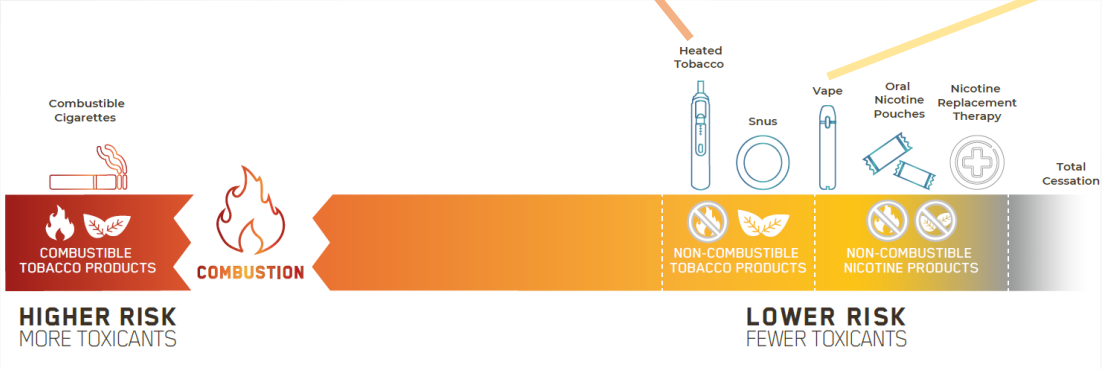 Combustible
Cigarettes
Heated
Tobacco
Snus
Vape
Oral
Nicotine
Pouches
Nicotine
Replacement
Therapy
Total
Cessation
COMBUSTIBLE
TOBACCO PRODUCTS
COMBUSTION
NON-COMBUSTIBLE
TOBACCO PRODUCTS
NON-COMBUSTIBLE
NICOTINE PRODUCTS
HIGHER RISK
MORE TOXICANTS
LOWER RISK
FEWER TOXICANTS